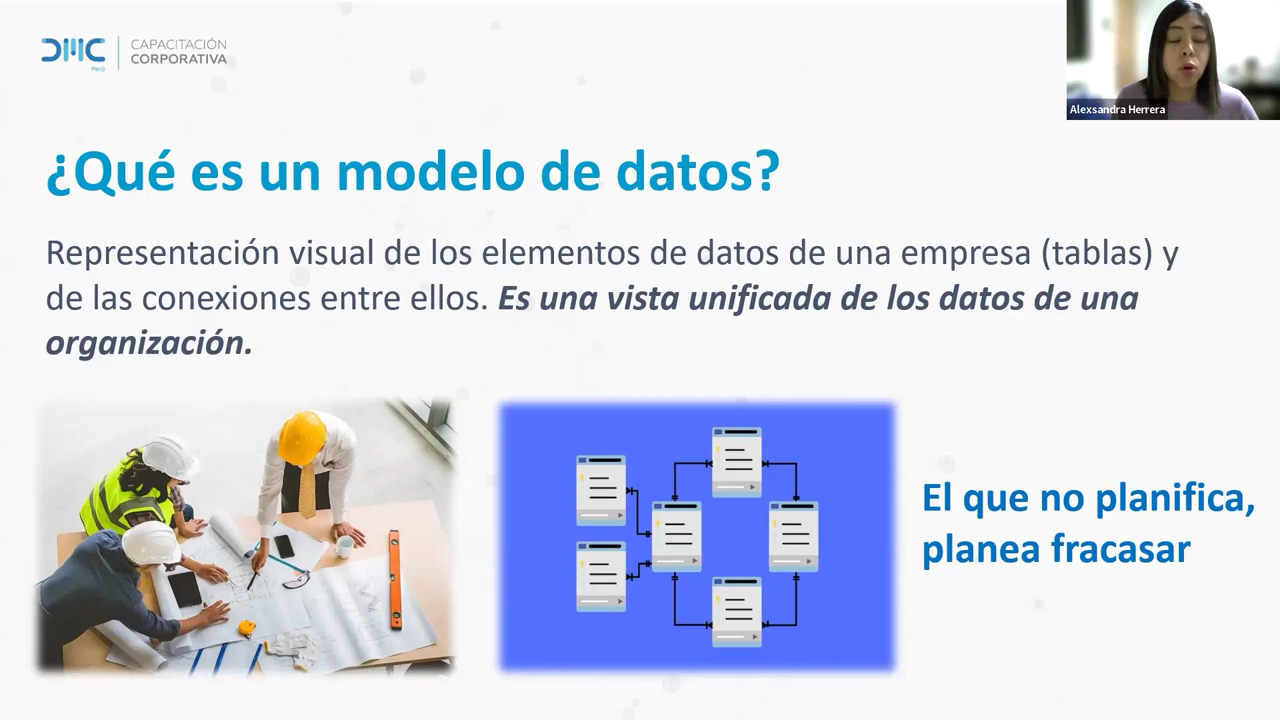 DMC
Perú
CAPACITACIÓN
CORPORATIVA
Alexsandra Herrera
¿Qué es un modelo de datos?
Representación visual de los elementos de datos de una empresa (tablas) y
de las conexiones entre ellos. Es una vista unificada de los datos de una
organización.
El que no planifica,
planea fracasar